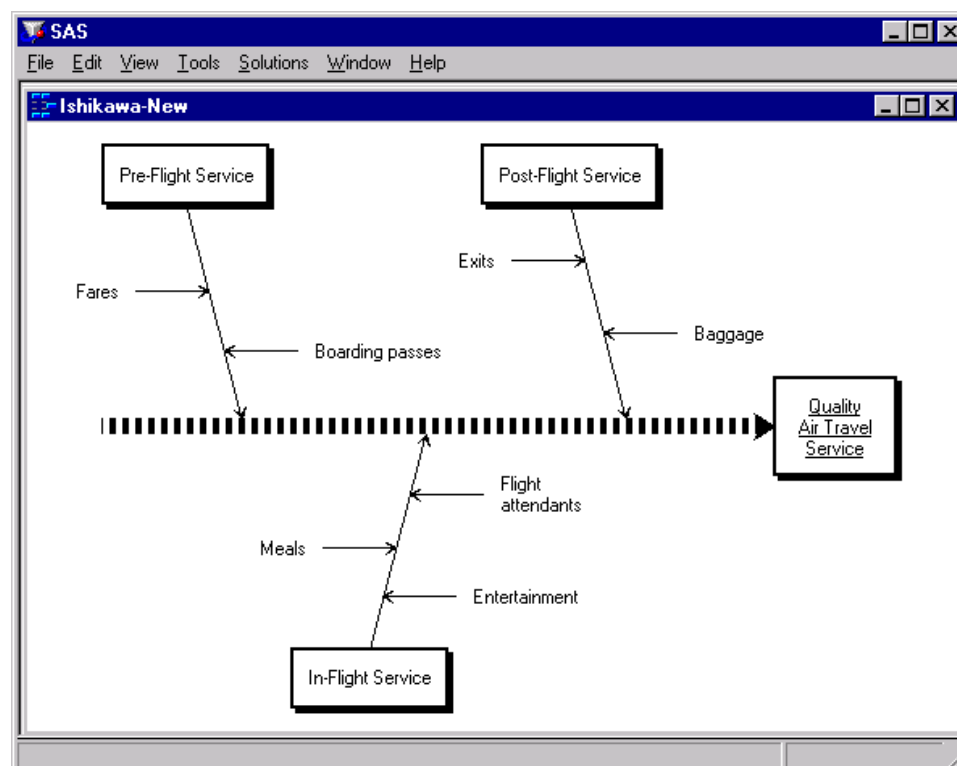 SAS
File Edit View Tools Solutions Window Help
Ishikawa-New
Pre-Flight Service
Post-Flight Service
Exits
Fares
Baggage
Boarding passes
Quality
Air Travel
Service
Flight
attendants
Meals
Entertainment
In-Flight Service